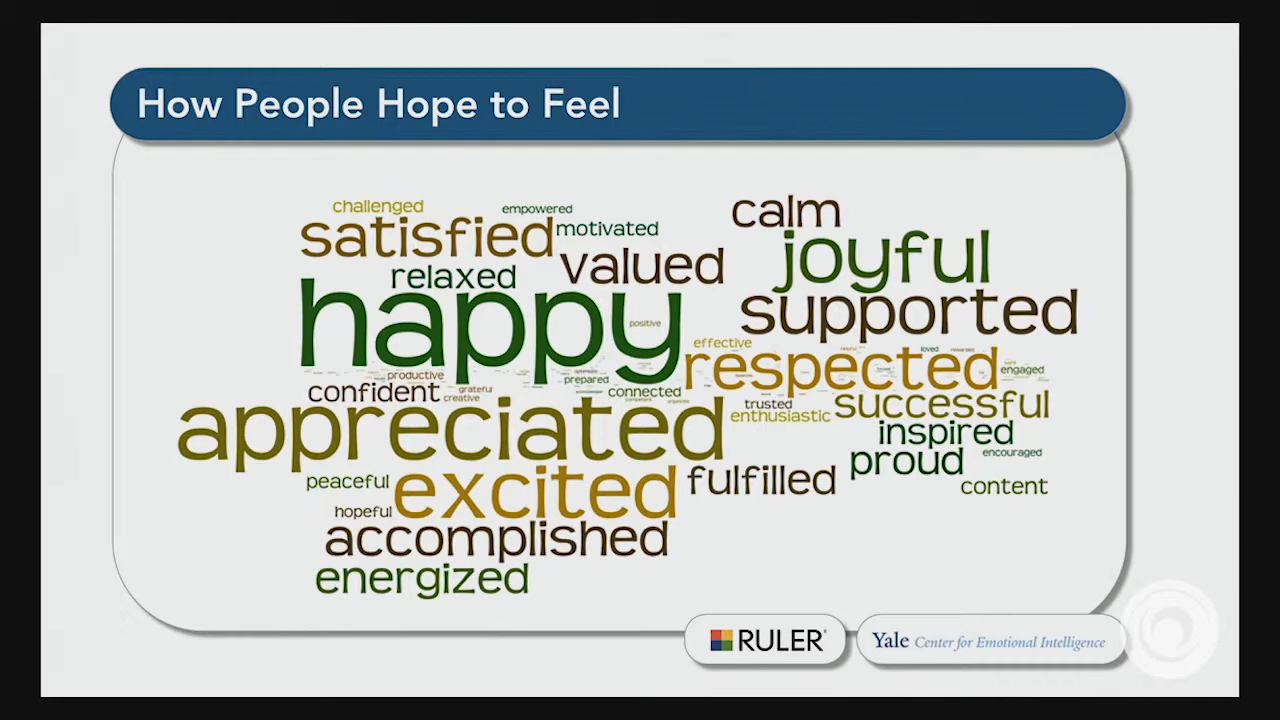 How People Hope to Feel
challenged
empowered
calm
satisfied
motivated
joyful
valued
relaxed
happy
supported
positive
effective
respected
loved
engaged
productive
prepared
confident
grateful
connected
creative
appreciated
trusted
successful
enthusiastic
inspired
proud
encouraged
peaceful
excited
fulfilled
content
hopeful
accomplished
energized
RULER
Yale Center for Emotional Intelligence